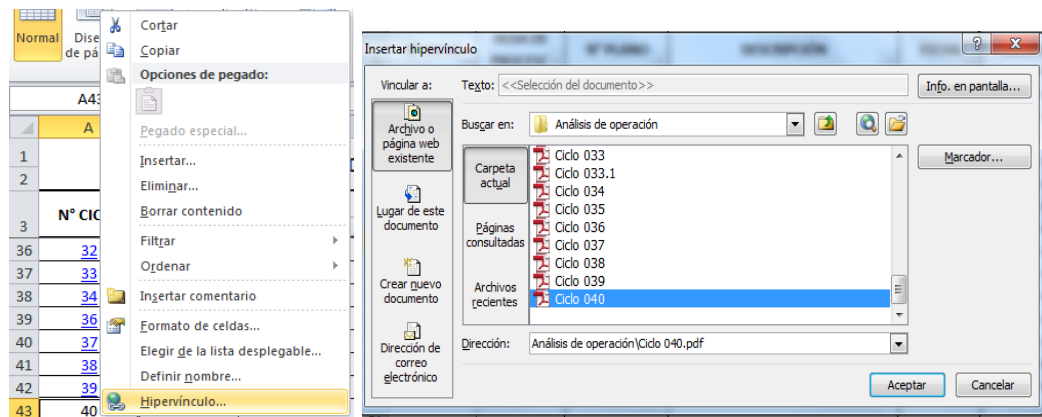 Normal
Dise
de pá
Cortar
Copiar
Opciones de pegado:
Pegado especial...
Insertar...
Eliminar...
Borrar contenido
Filtrar
Ordenar
Insertar comentario
Formato de celdas...
Elegir de la lista desplegable...
Definir nombre...
Hipervínculo...
A43
A
1
2
3
N° CIC
36
32
37
33
38
34
39
36
40
37
41
38
42
39
43
40
Insertar hipervínculo
Vincular a:
Texto:
<<Selección del documento>>
Info. en pantalla...
Archivo o
página web
existente
Lugar de este
documento
Crear nuevo
documento
Dirección de
correo
electrónico
Buscar en:
Análisis de operación
Carpeta
actual
Páginas
consultadas
Archivos
recientes
Ciclo 033
Ciclo 033.1
Ciclo 034
Ciclo 035
Ciclo 036
Ciclo 037
Ciclo 038
Ciclo 039
Ciclo 040
Marcador...
Dirección:
Análisis de operación\Ciclo 040.pdf
Aceptar
Cancelar